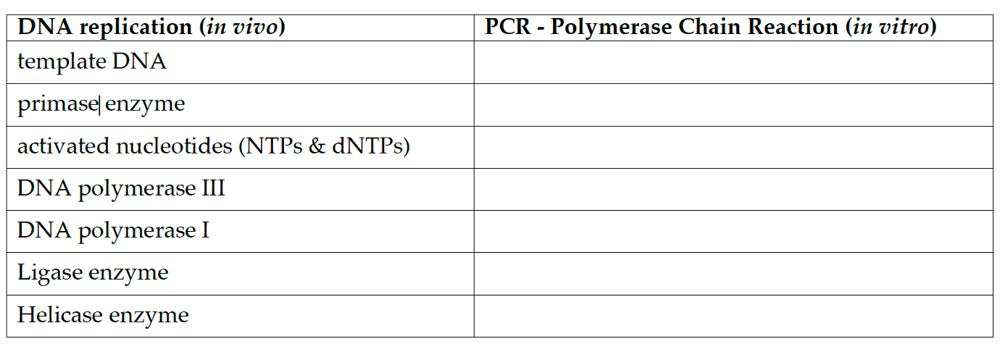 DNA replication (in vivo)
PCR - Polymerase Chain Reaction (in vitro)
template DNA
primase enzyme
activated nucleotides (NTPs & dNTPs)
DNA polymerase III
DNA polymerase I
Ligase enzyme
Helicase enzyme